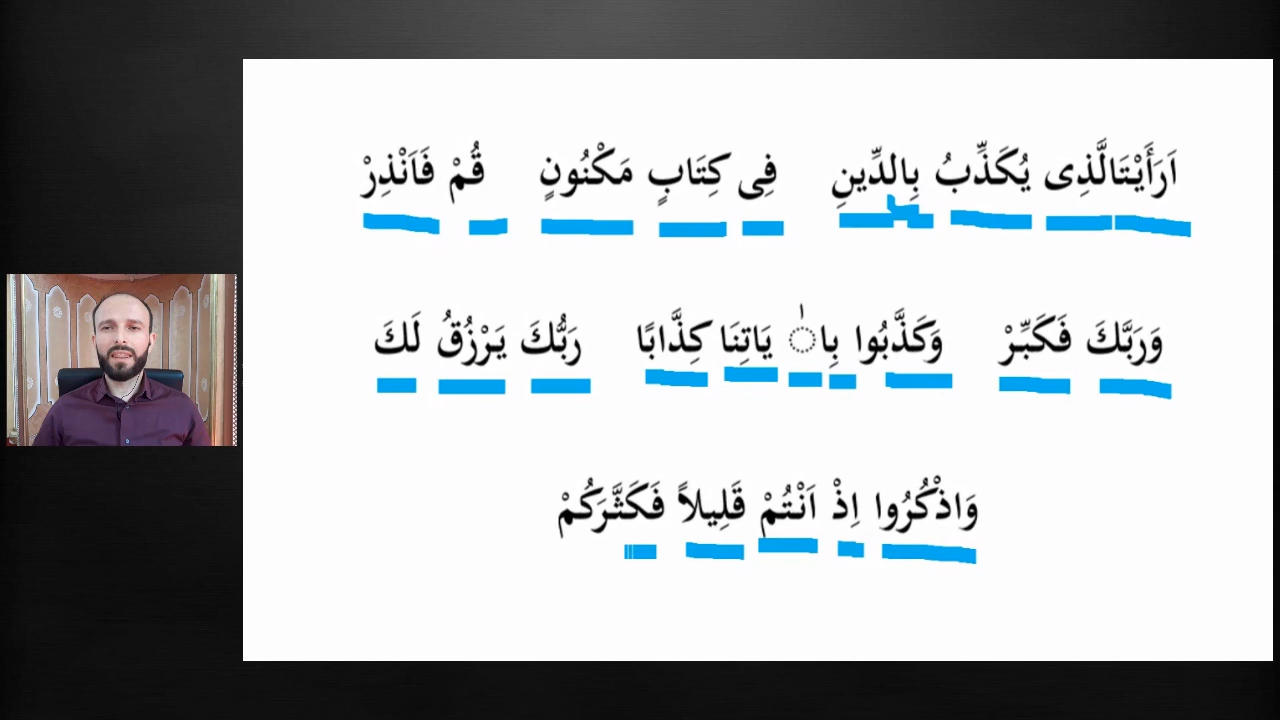 اَرَأَيْتَالَّذِى يُكَذِّبُ بِالدِّينِ فِى كِتَابٍ مَكْنُونٍ قُمْ فَاَنْذِرْ
وَرَبَّكَ فَكَبِّرْ وَكَذَّبُوا بِاٰ يَاتِنَا كِذَّابًا رَبُّكَ يَرْزُقُ لَكَ
وَاذْكُرُوا اِذْ اَنْتُمْ قَلِيلاً فَكَثَّرَكُمْ